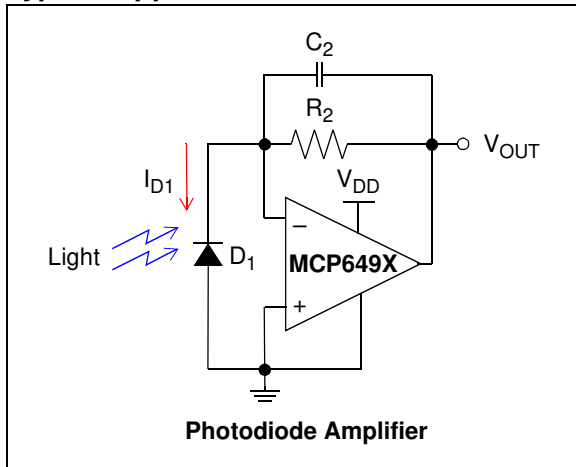 C2
R2
VOUT
ID1
VDD
Light
D1
−
MCP649X
+
Photodiode Amplifier